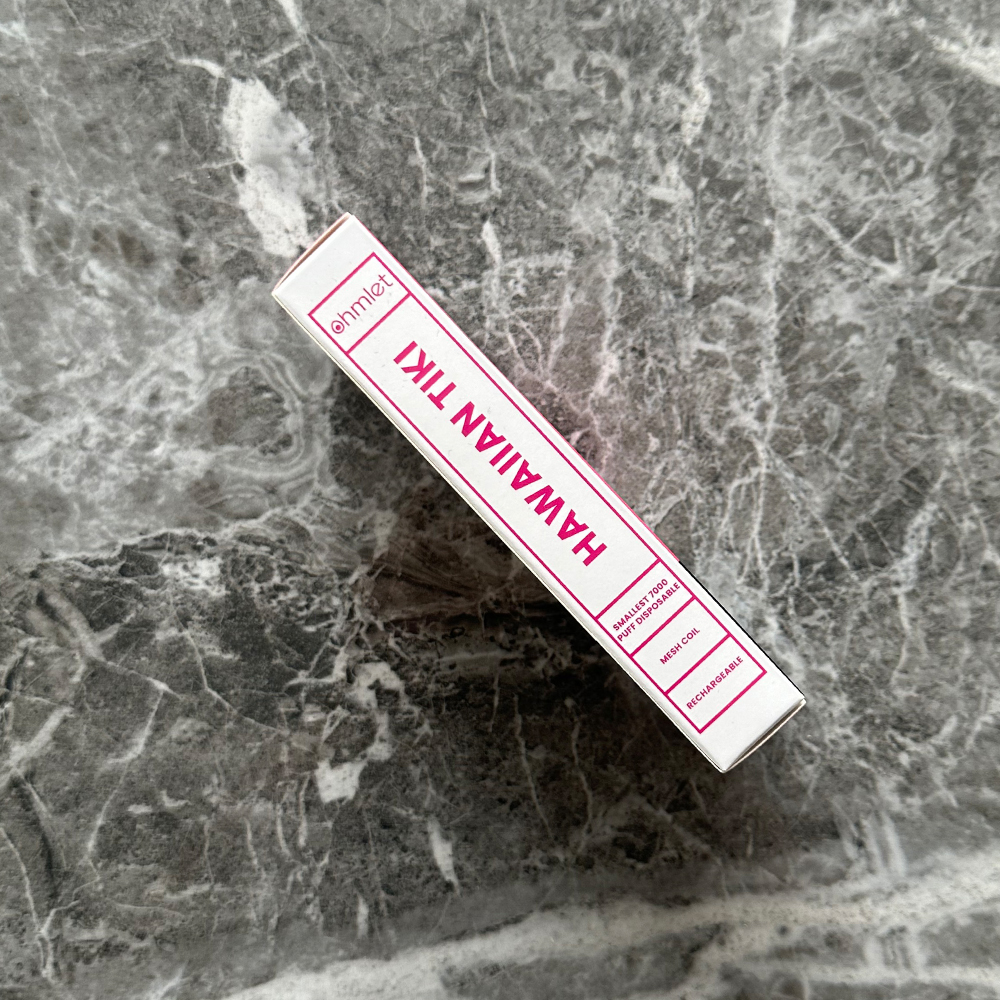 ohmlet
HAWAIIAN TIKI
SMALLEST 7000
PUFF DISPOSABLE
MESH COIL
RECHARGEABLE